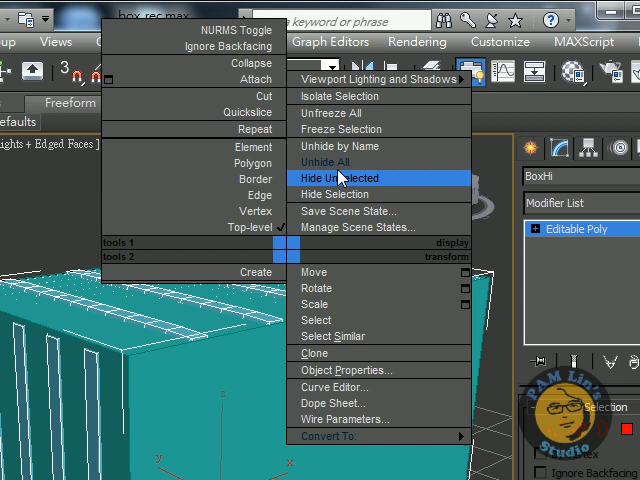 box_rec.max
a keyword or phrase
up
Views
G
Graph Editors
Rendering
Customize
MAXScript
Freeform
efaults
ights + Edged Faces ]
NURMS Toggle
Ignore Backfacing
Collapse
Attach
Cut
Quickslice
Repeat
Element
Polygon
Border
Edge
Vertex
Top-level
tools 1
tools 2
Create
Viewport Lighting and Shadows
Isolate Selection
Unfreeze All
Freeze Selection
Unhide by Name
Unhide All
Hide Unselected
Hide Selection
Save Scene State...
Manage Scene States...
display
transform
Move
Rotate
Scale
Select
Select Similar
Clone
Object Properties...
Curve Editor...
Dope Sheet...
Wire Parameters...
Convert To:
BoxHi
Modifier List
Editable Poly
PAM Lin's
Studio
Selection
tex
Ignore Backfacing
z
y
x